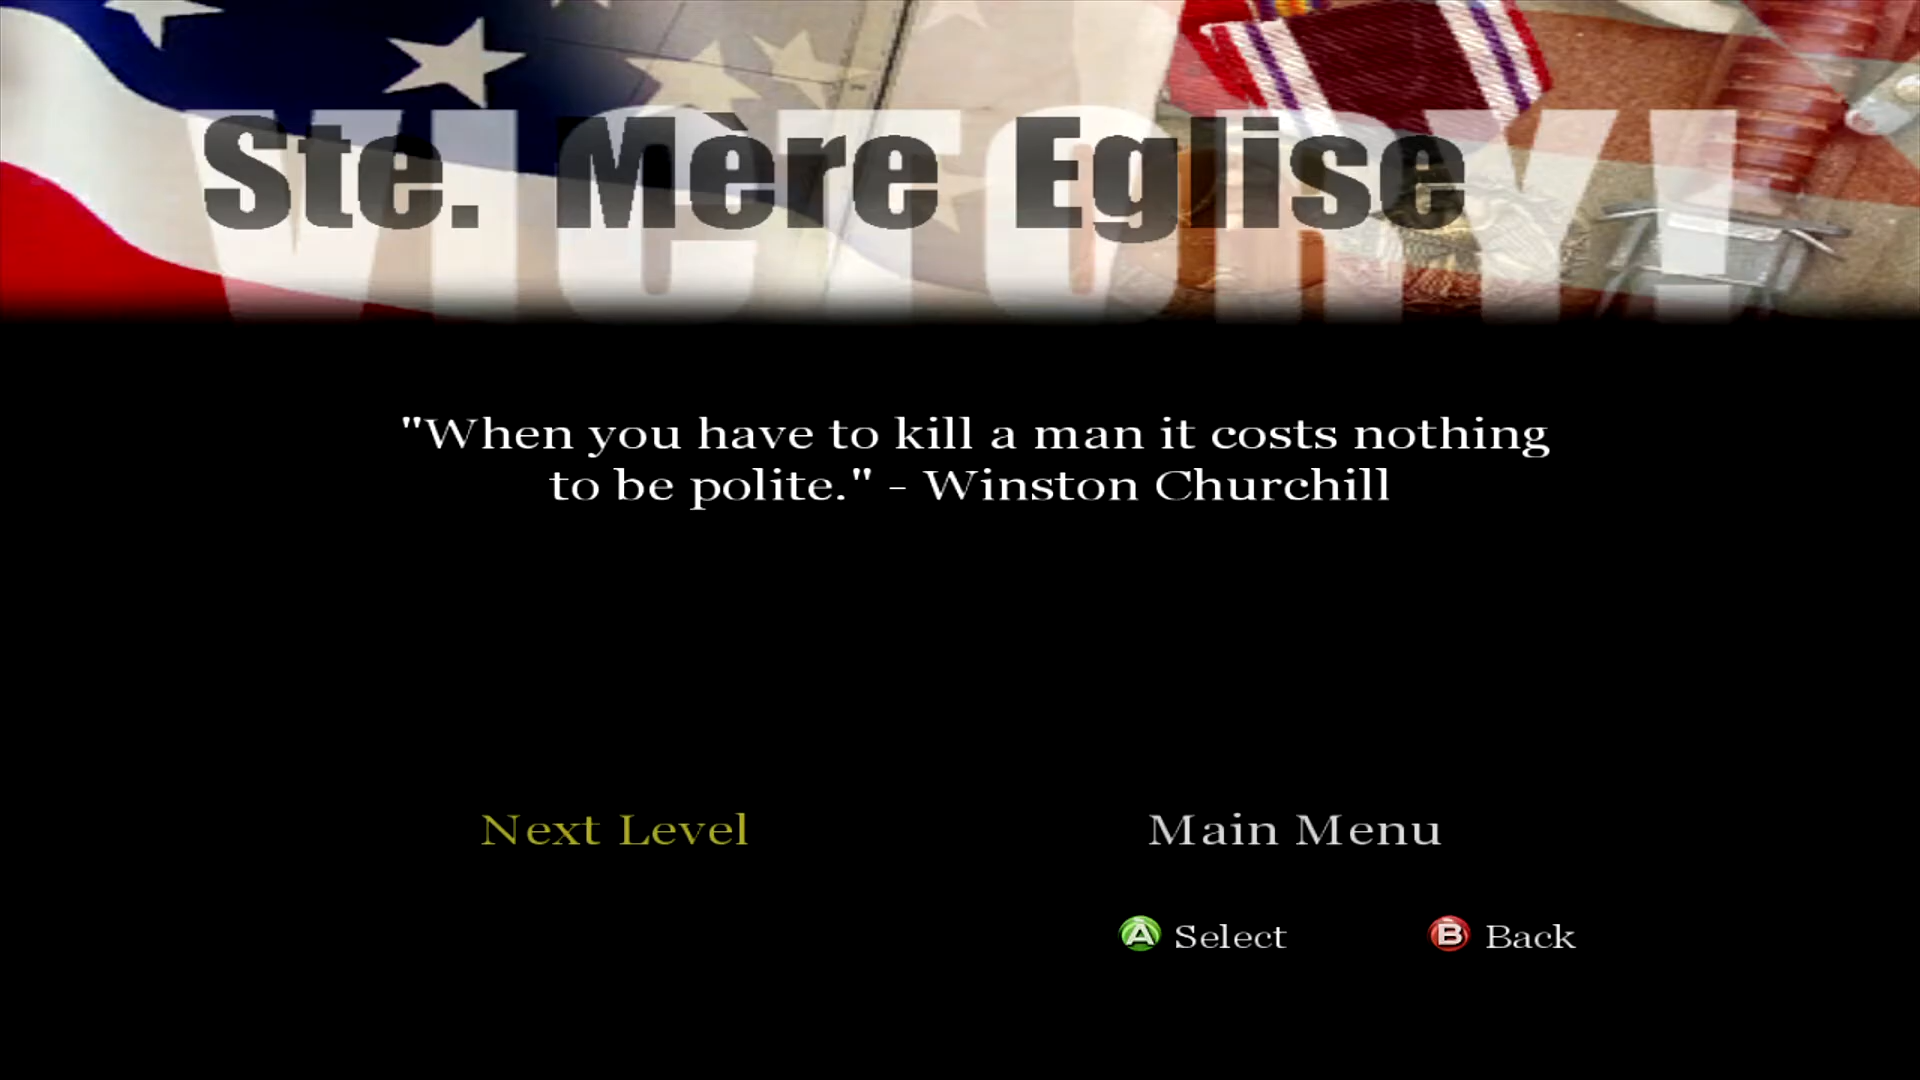 VICTORY!
Ste. Mère Eglise
"When you have to kill a man it costs nothing
to be polite." - Winston Churchill
Next Level Main Menu
A Select B Back